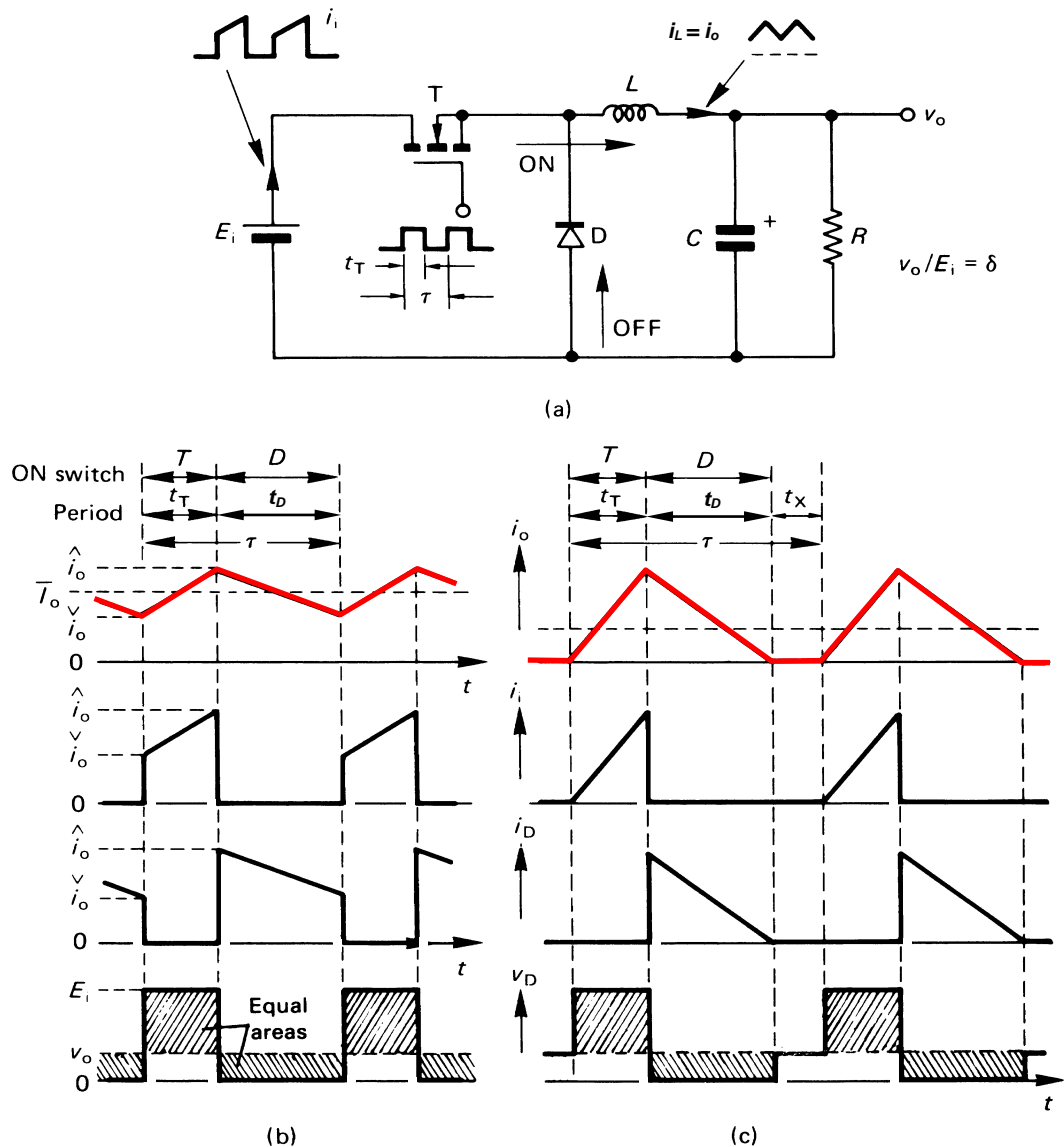 iᵢ
i_L = i_o
T
L
v_o
ON
E_i
D
C
+
R
t_T
τ
v_o/E_i = δ
OFF
(a)
T D
ON switch
t_T t_D
Period
τ
î_o
Ī_o
ǐ_o
0
t
î_o
ǐ_o
0
î_o
ǐ_o
0
t
E_i
Equal
areas
v_o
0
(b)
T D
t_T t_D t_X
i_o
τ
i_i
i_D
v_D
t
(c)